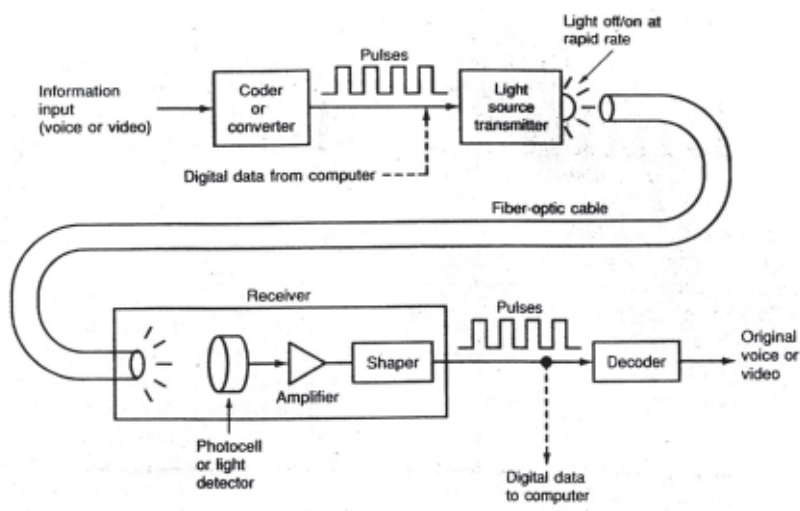 Light off/on at
rapid rate
Pulses
Information
input
(voice or video)
Coder
or
converter
Light
source
transmitter
Digital data from computer
Fiber-optic cable
Receiver
Pulses
Original
voice or
video
Shaper
Decoder
Amplifier
Photocell
or light
detector
Digital data
to computer